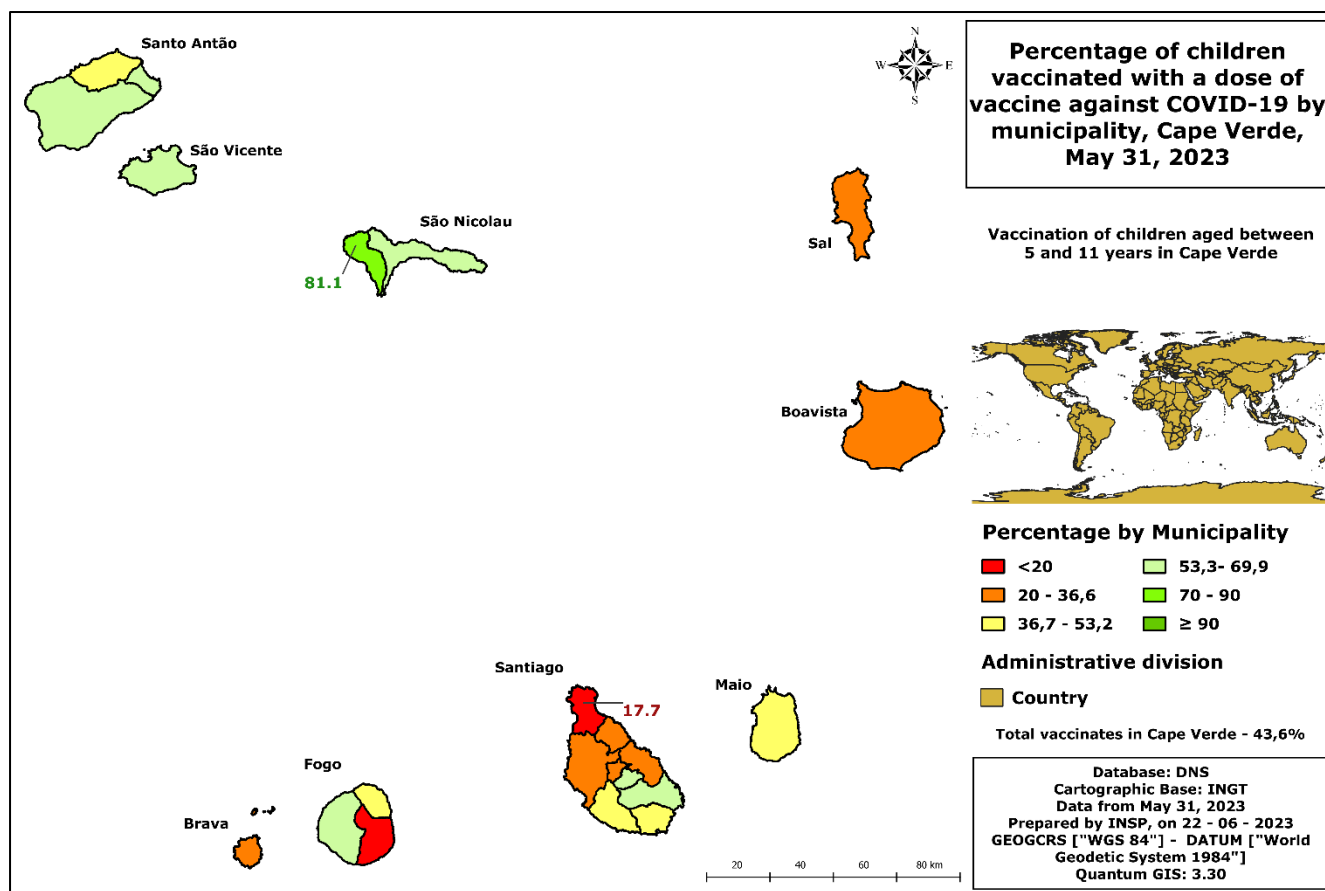 Santo Antão
São Vicente
São Nicolau
81.1
N
W E
S
Sal
Boavista
Santiago
17.7
Maio
Fogo
Brava
20 40 60 80 km
Percentage of children
vaccinated with a dose of
vaccine against COVID-19 by
municipality, Cape Verde,
May 31, 2023
Vaccination of children aged between
5 and 11 years in Cape Verde
Percentage by Municipality
<20
20 - 36,6
36,7 - 53,2
53,3- 69,9
70 - 90
≥ 90
Administrative division
Country
Total vaccinates in Cape Verde - 43,6%
Database: DNS
Cartographic Base: INGT
Data from May 31, 2023
Prepared by INSP, on 22 - 06 - 2023
GEOGCRS ["WGS 84"] - DATUM ["World
Geodetic System 1984"]
Quantum GIS: 3.30